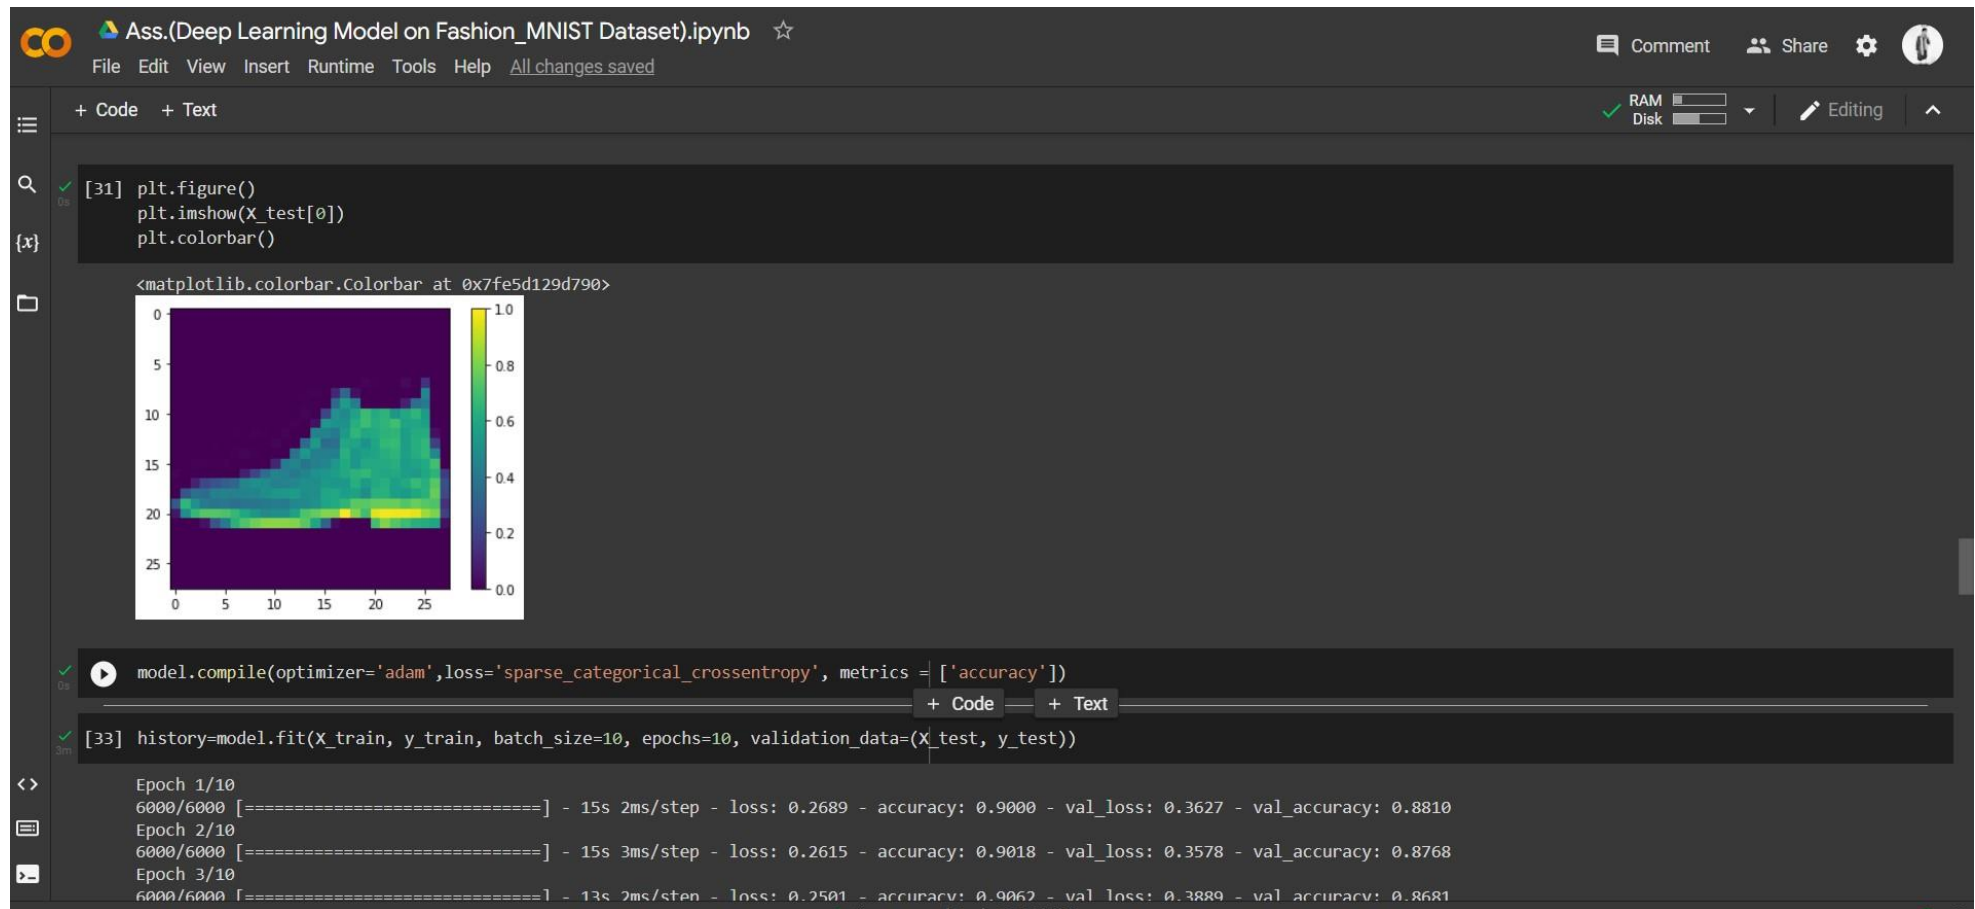 Ass.(Deep Learning Model on Fashion_MNIST Dataset).ipynb
Comment Share
File Edit View Insert Runtime Tools Help All changes saved
+ Code + Text
RAM
Disk
Editing
0s
[31] plt.figure()
plt.imshow(X_test[0])
plt.colorbar()
{x}
<matplotlib.colorbar.Colorbar at 0x7fe5d129d790>
0
5
10
15
20
25
0 5 10 15 20 25
1.0
0.8
0.6
0.4
0.2
0.0
0s
model.compile(optimizer='adam',loss='sparse_categorical_crossentropy', metrics = ['accuracy'])
+ Code + Text
3m
[33] history=model.fit(X_train, y_train, batch_size=10, epochs=10, validation_data=(X_test, y_test))
Epoch 1/10
6000/6000 [==============================] - 15s 2ms/step - loss: 0.2689 - accuracy: 0.9000 - val_loss: 0.3627 - val_accuracy: 0.8810
Epoch 2/10
6000/6000 [==============================] - 15s 3ms/step - loss: 0.2615 - accuracy: 0.9018 - val_loss: 0.3578 - val_accuracy: 0.8768
Epoch 3/10
6000/6000 [==============================] - 13s 2ms/step - loss: 0.2501 - accuracy: 0.9062 - val_loss: 0.3889 - val_accuracy: 0.8681